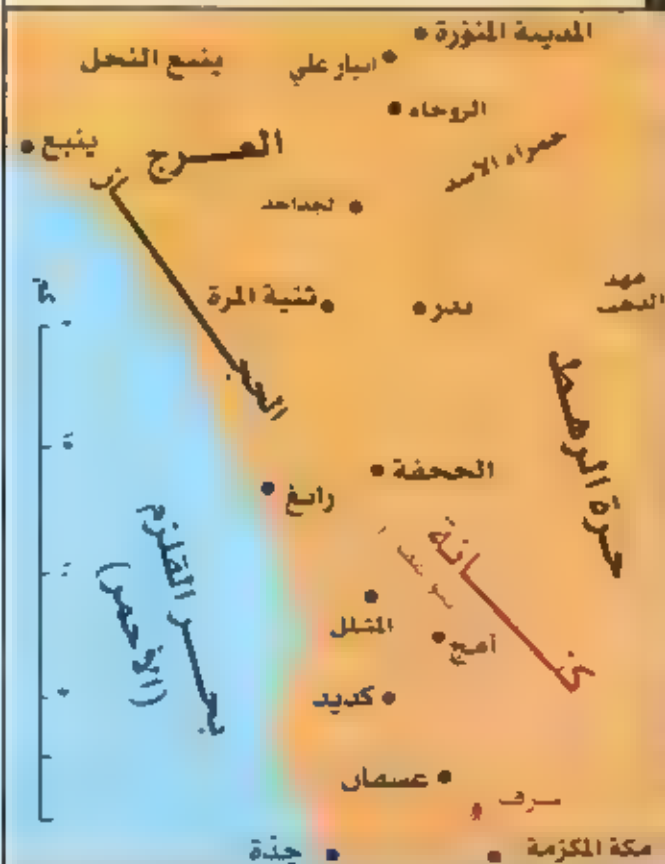 المدينة المنورة
ابيار علي
ينبع النخل
الروحاء
حمراء الأسد
العرج
ينبع
لجداجد
مهد
الذهب
ثنية المرة
بدر
حرة الرهط
الجحفة
رابغ
كنانة
بحر القلزم
(الأحمر)
المشلل
أمج
كديد
عسفان
سرف
مكة المكرمة
جدة